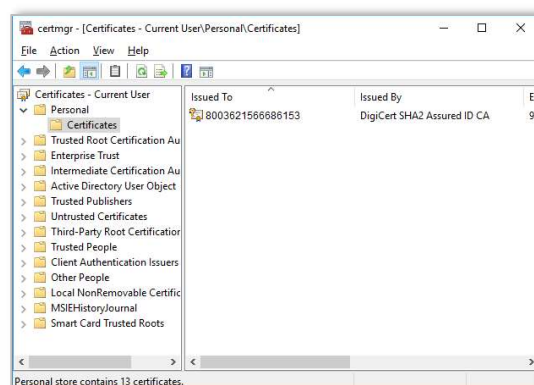 certmgr - [Certificates - Current User\Personal\Certificates]
File Action View Help
Certificates - Current User
Personal
Certificates
Trusted Root Certification Au
Enterprise Trust
Intermediate Certification Au
Active Directory User Object
Trusted Publishers
Untrusted Certificates
Third-Party Root Certification
Trusted People
Client Authentication Issuers
Other People
Local NonRemovable Certific
MSIEHistoryJournal
Smart Card Trusted Roots
Issued To Issued By E
8003621566686153 DigiCert SHA2 Assured ID CA 9
Personal store contains 13 certificates.